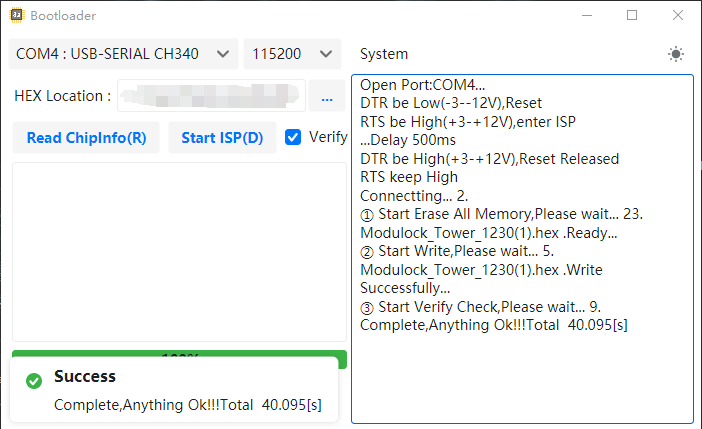 Bootloader
COM4 : USB-SERIAL CH340
115200
System
HEX Location :
...
Read ChipInfo(R)
Start ISP(D)
Verify
Open Port:COM4...
DTR be Low(-3--12V),Reset
RTS be High(+3-+12V),enter ISP
...Delay 500ms
DTR be High(+3-+12V),Reset Released
RTS keep High
Connectting... 2.
① Start Erase All Memory,Please wait... 23.
Modulock_Tower_1230(1).hex .Ready...
② Start Write,Please wait... 5.
Modulock_Tower_1230(1).hex .Write
Successfully...
③ Start Verify Check,Please wait... 9.
Complete,Anything Ok!!!Total  40.095[s]
Success
Complete,Anything Ok!!!Total  40.095[s]